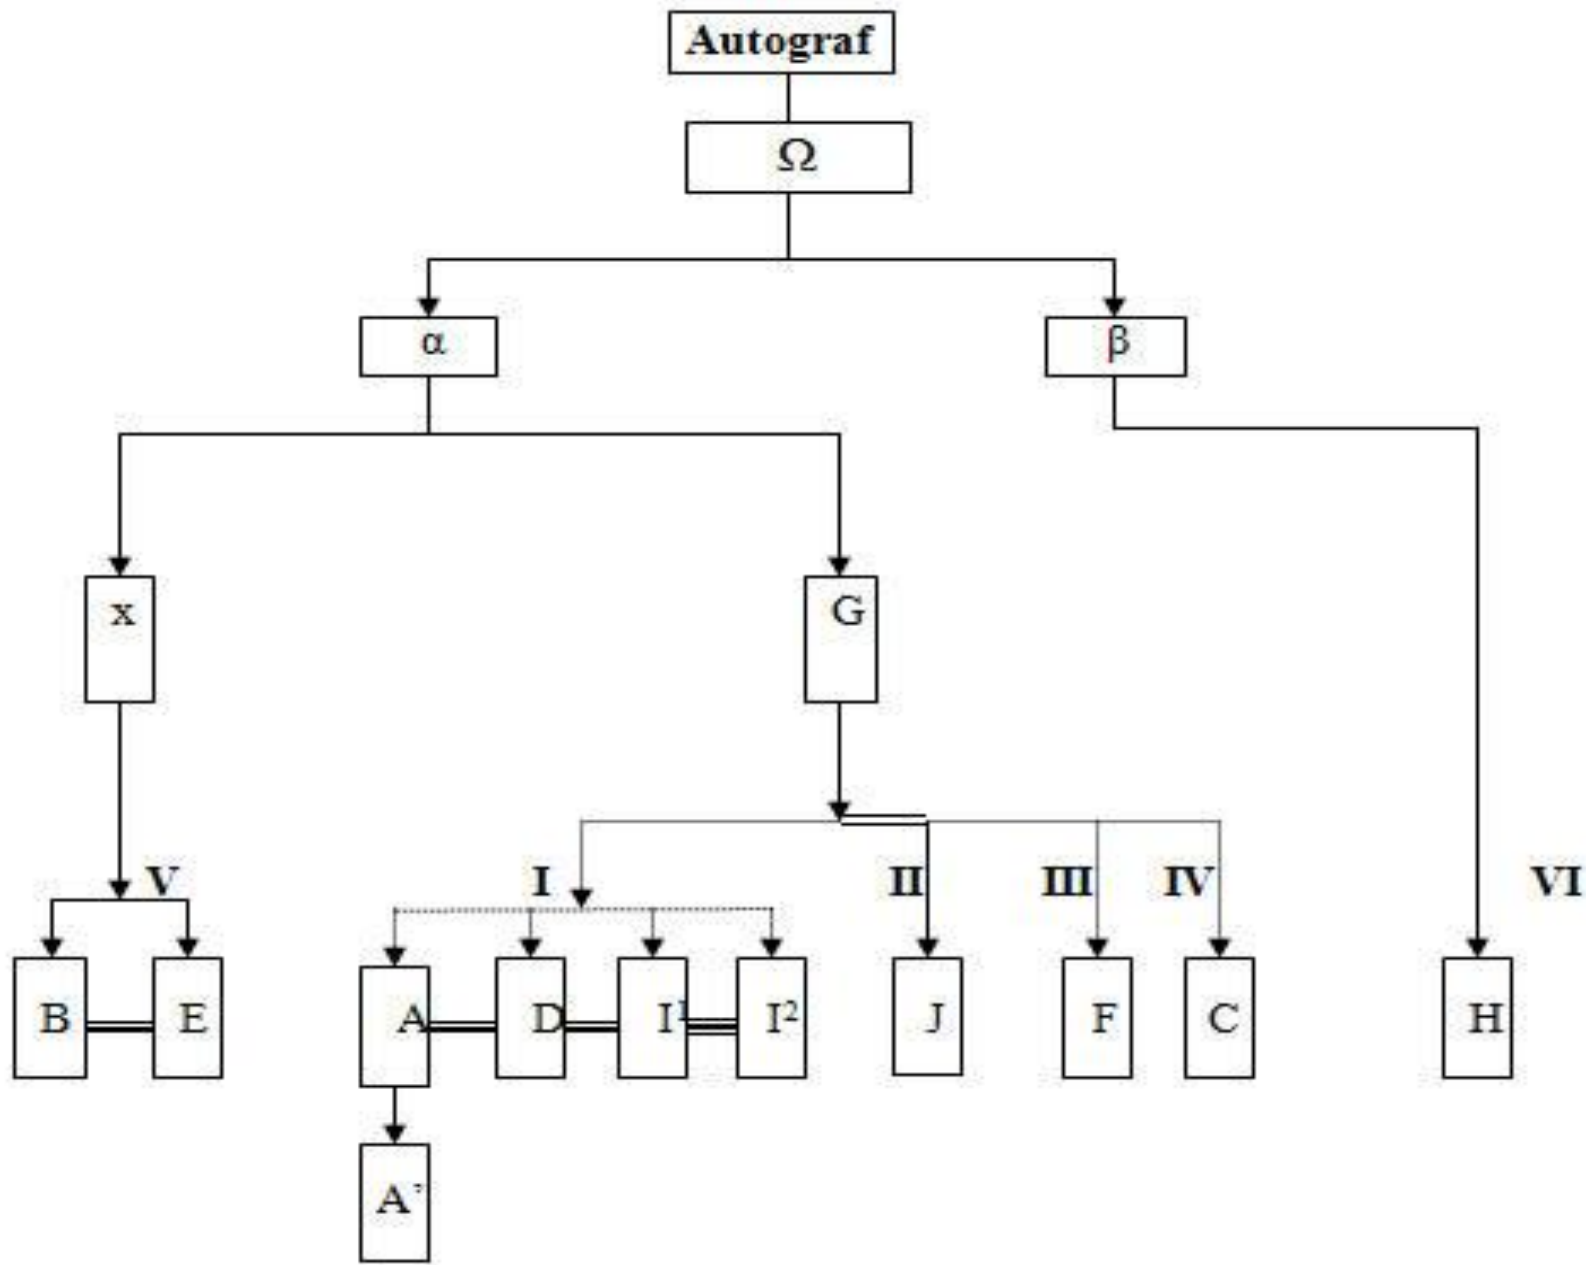 Autograf
Ω
α β
x G
V I II III IV VI
B E A D I¹ I² J F C H
A’